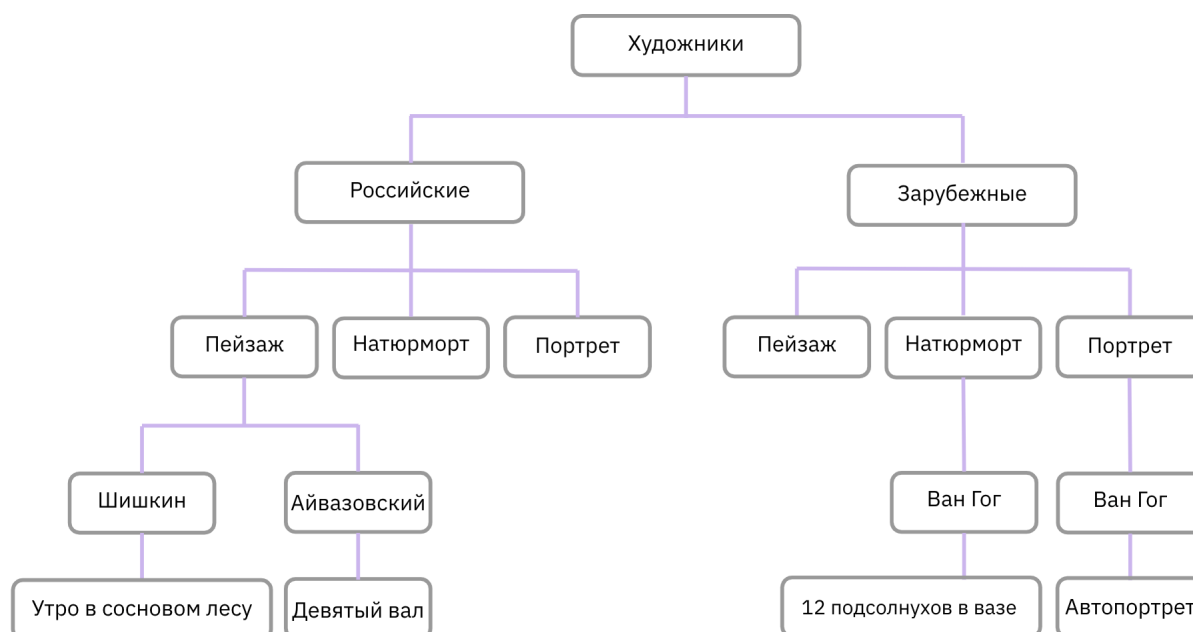 Художники
Российские
Зарубежные
Пейзаж
Натюрморт
Портрет
Пейзаж
Натюрморт
Портрет
Шишкин
Айвазовский
Ван Гог
Ван Гог
Утро в сосновом лесу
Девятый вал
12 подсолнухов в вазе
Автопортрет